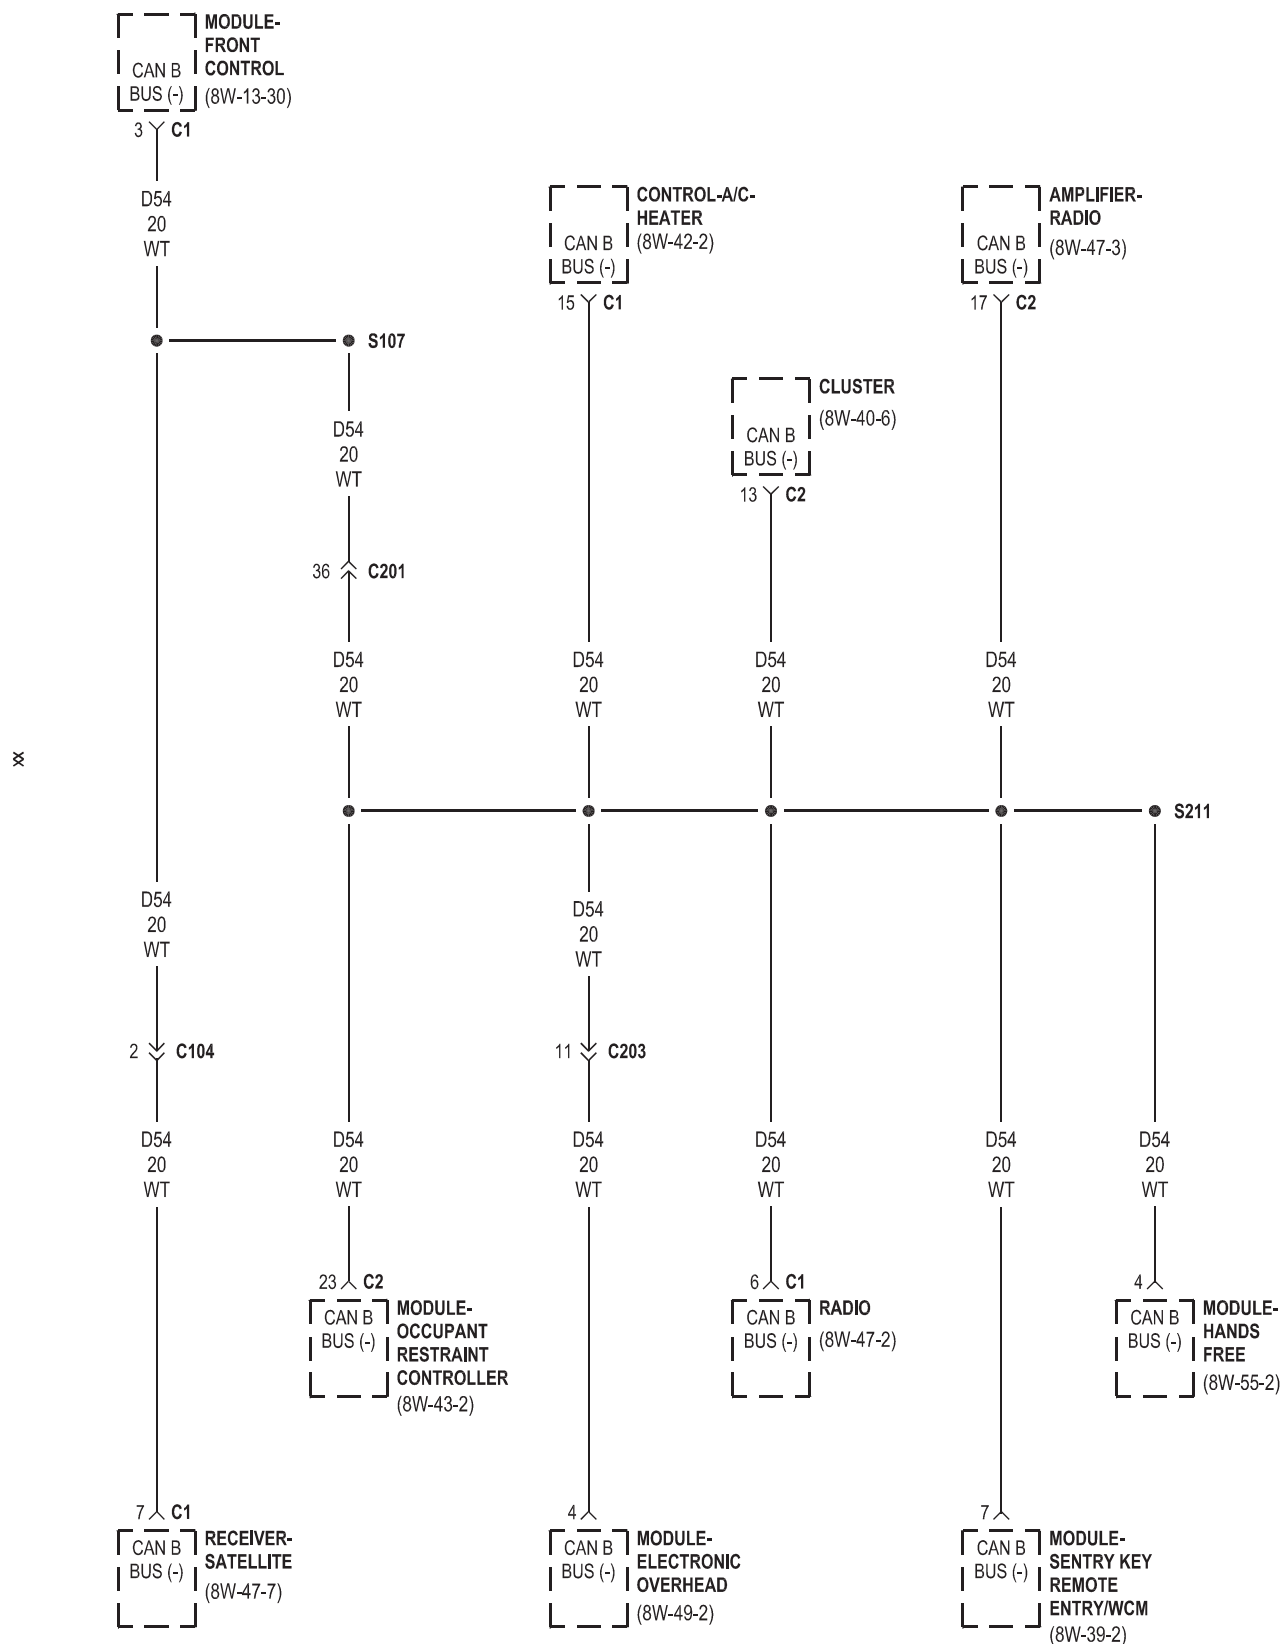 MODULE-
FRONT
CONTROL
(8W-13-30)
CAN B
BUS (-)
3 C1
D54
20
WT
CONTROL-A/C-
HEATER
(8W-42-2)
CAN B
BUS (-)
15 C1
AMPLIFIER-
RADIO
(8W-47-3)
CAN B
BUS (-)
17 C2
S107
CLUSTER
(8W-40-6)
CAN B
BUS (-)
13 C2
D54
20
WT
36 C201
D54
20
WT
D54
20
WT
D54
20
WT
D54
20
WT
XX
S211
D54
20
WT
D54
20
WT
2 C104
11 C203
D54
20
WT
D54
20
WT
D54
20
WT
D54
20
WT
D54
20
WT
D54
20
WT
23 C2
CAN B
BUS (-)
MODULE-
OCCUPANT
RESTRAINT
CONTROLLER
(8W-43-2)
6 C1
CAN B
BUS (-)
RADIO
(8W-47-2)
4
CAN B
BUS (-)
MODULE-
HANDS
FREE
(8W-55-2)
7 C1
CAN B
BUS (-)
RECEIVER-
SATELLITE
(8W-47-7)
4
CAN B
BUS (-)
MODULE-
ELECTRONIC
OVERHEAD
(8W-49-2)
7
CAN B
BUS (-)
MODULE-
SENTRY KEY
REMOTE
ENTRY/WCM
(8W-39-2)